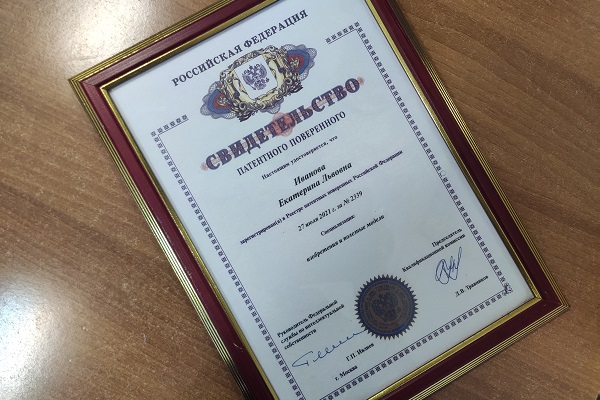 РОССИЙСКАЯ ФЕДЕРАЦИЯ
СВИДЕТЕЛЬСТВО
ПАТЕНТНОГО ПОВЕРЕННОГО
Настоящим удостоверяется, что
Иванова
Екатерина Львовна
зарегистрирован(а) в Реестре патентных поверенных Российской Федерации
27 июля 2021 г. за № 2359
Специализация:
изобретения и полезные модели
Руководитель Федеральной
службы по интеллектуальной
собственности
Г.П. Ивлиев
г. Москва
Председатель
Квалификационной комиссии
Д.В. Травников